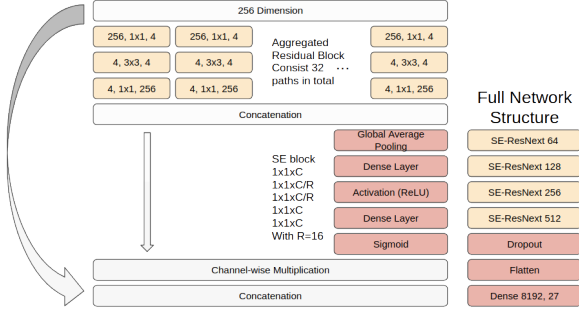 256 Dimension
256, 1x1, 4
256, 1x1, 4
256, 1x1, 4
4, 3x3, 4
4, 3x3, 4
4, 3x3, 4
4, 1x1, 256
4, 1x1, 256
4, 1x1, 256
Aggregated
Residual Block
Consist 32 ...
paths in total
Concatenation
SE block
1x1xC
1x1xC/R
1x1xC/R
1x1xC
1x1xC
With R=16
Global Average
Pooling
Dense Layer
Activation (ReLU)
Dense Layer
Sigmoid
Channel-wise Multiplication
Concatenation
Full Network
Structure
SE-ResNext 64
SE-ResNext 128
SE-ResNext 256
SE-ResNext 512
Dropout
Flatten
Dense 8192, 27